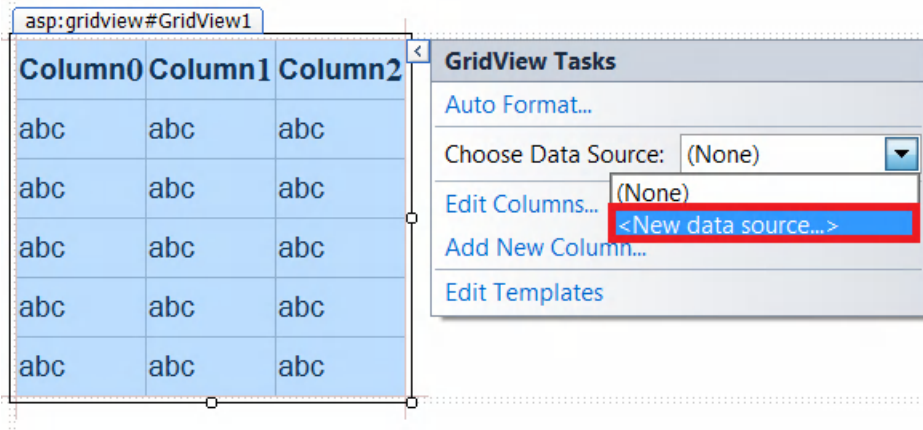 asp:gridview#GridView1
Column0 Column1 Column2
abc abc abc
abc abc abc
abc abc abc
abc abc abc
abc abc abc
<
GridView Tasks
Auto Format...
Choose Data Source: (None)
(None)
<New data source...>
Edit Columns...
Add New Column...
Edit Templates